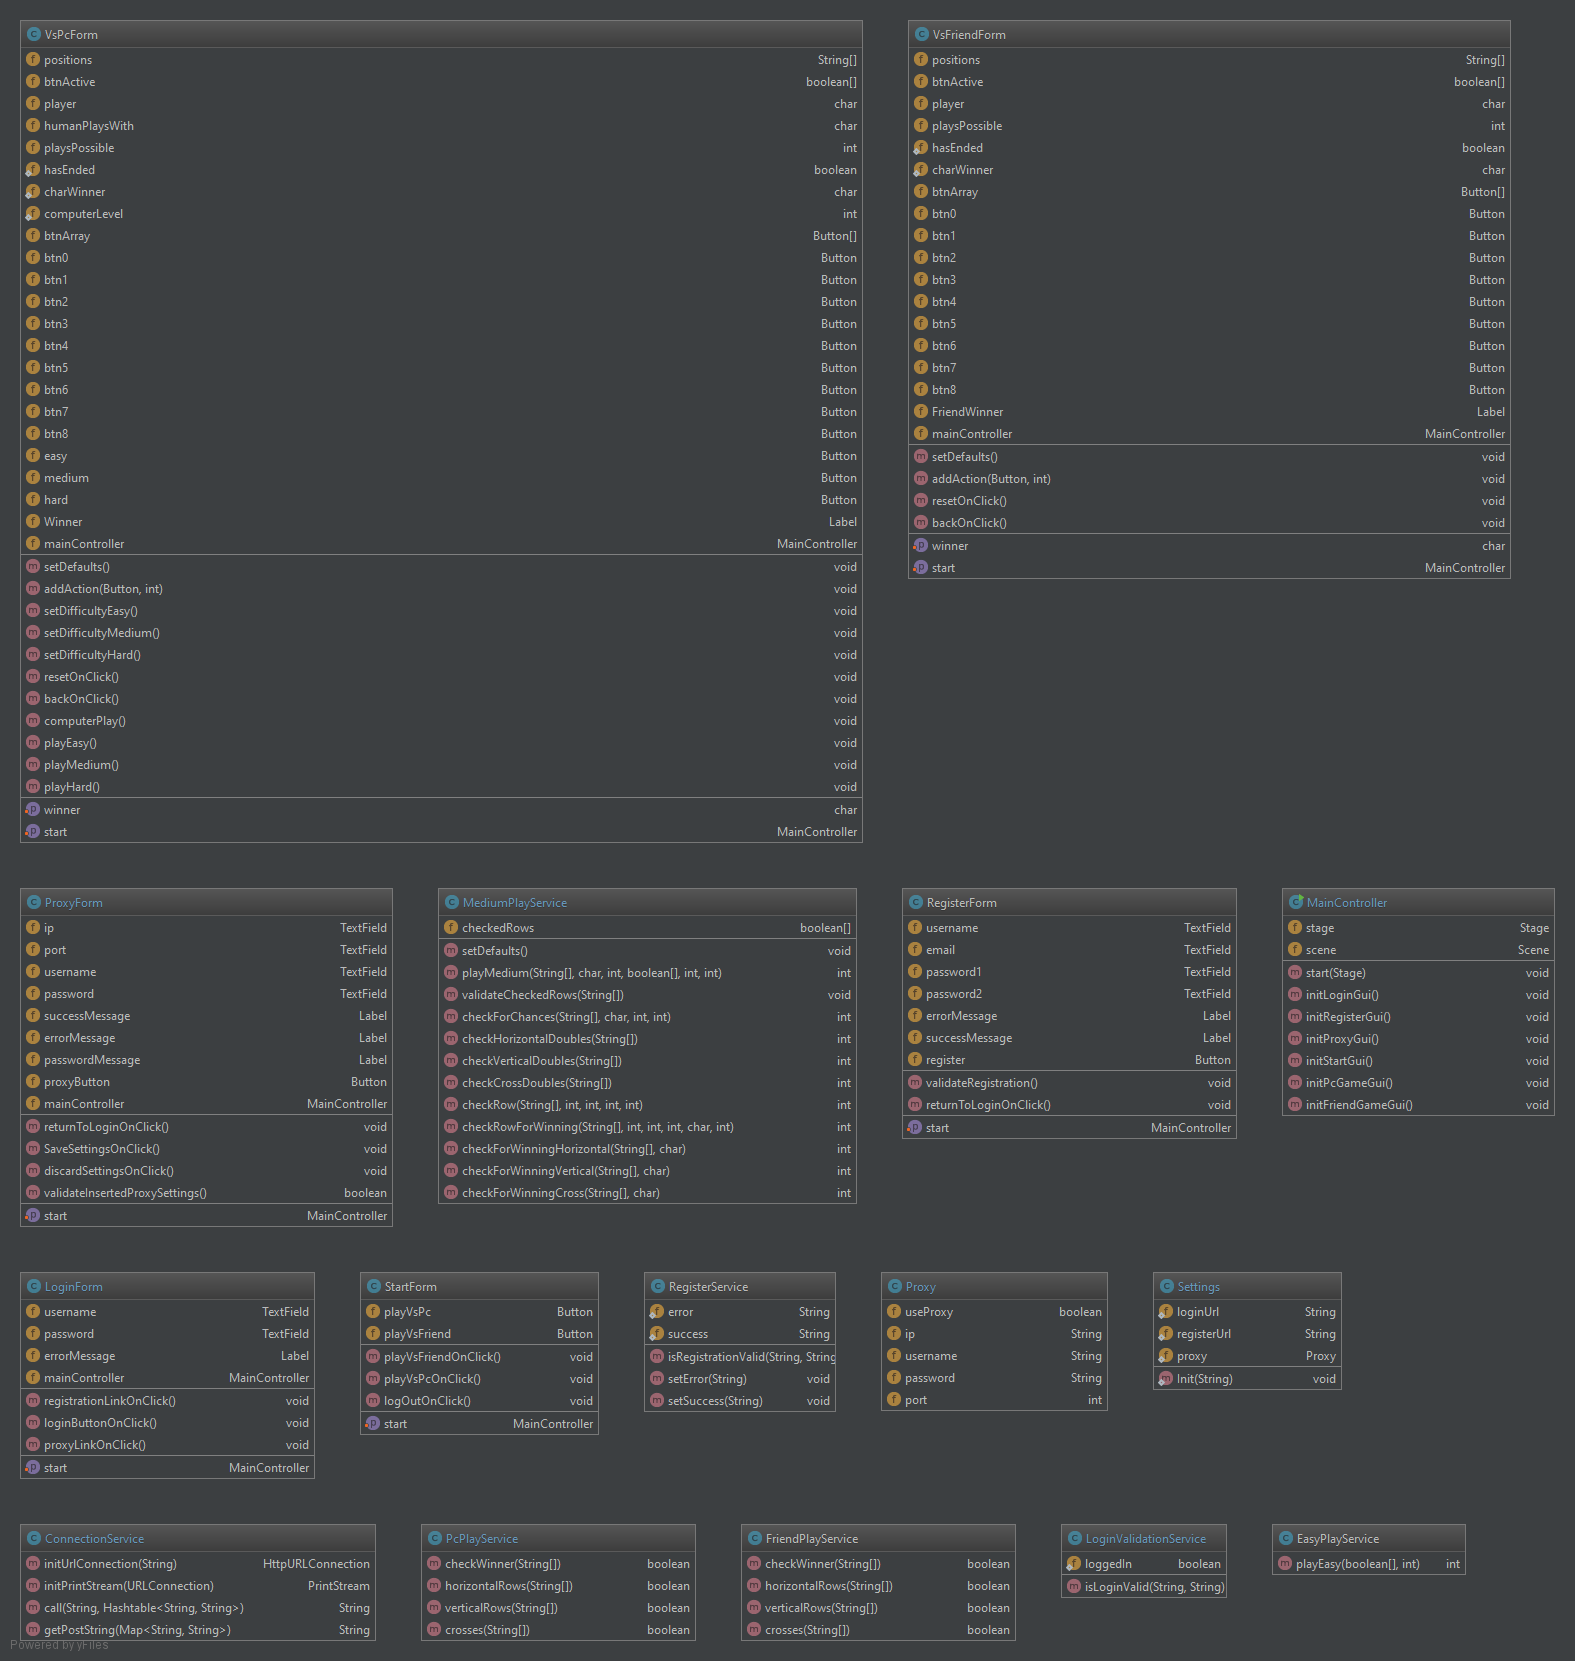 VsPcForm
positions String[]
btnActive boolean[]
player char
humanPlaysWith char
playsPossible int
hasEnded boolean
charWinner char
computerLevel int
btnArray Button[]
btn0 Button
btn1 Button
btn2 Button
btn3 Button
btn4 Button
btn5 Button
btn6 Button
btn7 Button
btn8 Button
easy Button
medium Button
hard Button
Winner Label
mainController MainController
setDefaults() void
addAction(Button, int) void
setDifficultyEasy() void
setDifficultyMedium() void
setDifficultyHard() void
resetOnClick() void
backOnClick() void
computerPlay() void
playEasy() void
playMedium() void
playHard() void
winner char
start MainController
VsFriendForm
positions String[]
btnActive boolean[]
player char
playsPossible int
hasEnded boolean
charWinner char
btnArray Button[]
btn0 Button
btn1 Button
btn2 Button
btn3 Button
btn4 Button
btn5 Button
btn6 Button
btn7 Button
btn8 Button
FriendWinner Label
mainController MainController
setDefaults() void
addAction(Button, int) void
resetOnClick() void
backOnClick() void
winner char
start MainController
ProxyForm
ip TextField
port TextField
username TextField
password TextField
successMessage Label
errorMessage Label
passwordMessage Label
proxyButton Button
mainController MainController
returnToLoginOnClick() void
SaveSettingsOnClick() void
discardSettingsOnClick() void
validateInsertedProxySettings() boolean
start MainController
MediumPlayService
checkedRows boolean[]
setDefaults() void
playMedium(String[], char, int, boolean[], int, int) int
validateCheckedRows(String[]) void
checkForChances(String[], char, int, int) int
checkHorizontalDoubles(String[]) int
checkVerticalDoubles(String[]) int
checkCrossDoubles(String[]) int
checkRow(String[], int, int, int, int) int
checkRowForWinning(String[], int, int, int, char, int) int
checkForWinningHorizontal(String[], char) int
checkForWinningVertical(String[], char) int
checkForWinningCross(String[], char) int
RegisterForm
username TextField
email TextField
password1 TextField
password2 TextField
errorMessage Label
successMessage Label
register Button
validateRegistration() void
returnToLoginOnClick() void
start MainController
MainController
stage Stage
scene Scene
start(Stage) void
initLoginGui() void
initRegisterGui() void
initProxyGui() void
initStartGui() void
initPcGameGui() void
initFriendGameGui() void
LoginForm
username TextField
password TextField
errorMessage Label
mainController MainController
registrationLinkOnClick() void
loginButtonOnClick() void
proxyLinkOnClick() void
start MainController
StartForm
playVsPc Button
playVsFriend Button
playVsFriendOnClick() void
playVsPcOnClick() void
logOutOnClick() void
start MainController
RegisterService
error String
success String
isRegistrationValid(String, String
setError(String) void
setSuccess(String) void
Proxy
useProxy boolean
ip String
username String
password String
port int
Settings
loginUrl String
registerUrl String
proxy Proxy
Init(String) void
ConnectionService
initUrlConnection(String) HttpURLConnection
initPrintStream(URLConnection) PrintStream
call(String, Hashtable<String, String>) String
getPostString(Map<String, String>) String
PcPlayService
checkWinner(String[]) boolean
horizontalRows(String[]) boolean
verticalRows(String[]) boolean
crosses(String[]) boolean
FriendPlayService
checkWinner(String[]) boolean
horizontalRows(String[]) boolean
verticalRows(String[]) boolean
crosses(String[]) boolean
LoginValidationService
loggedIn boolean
isLoginValid(String, String)
EasyPlayService
playEasy(boolean[], int) int
Powered by yFiles